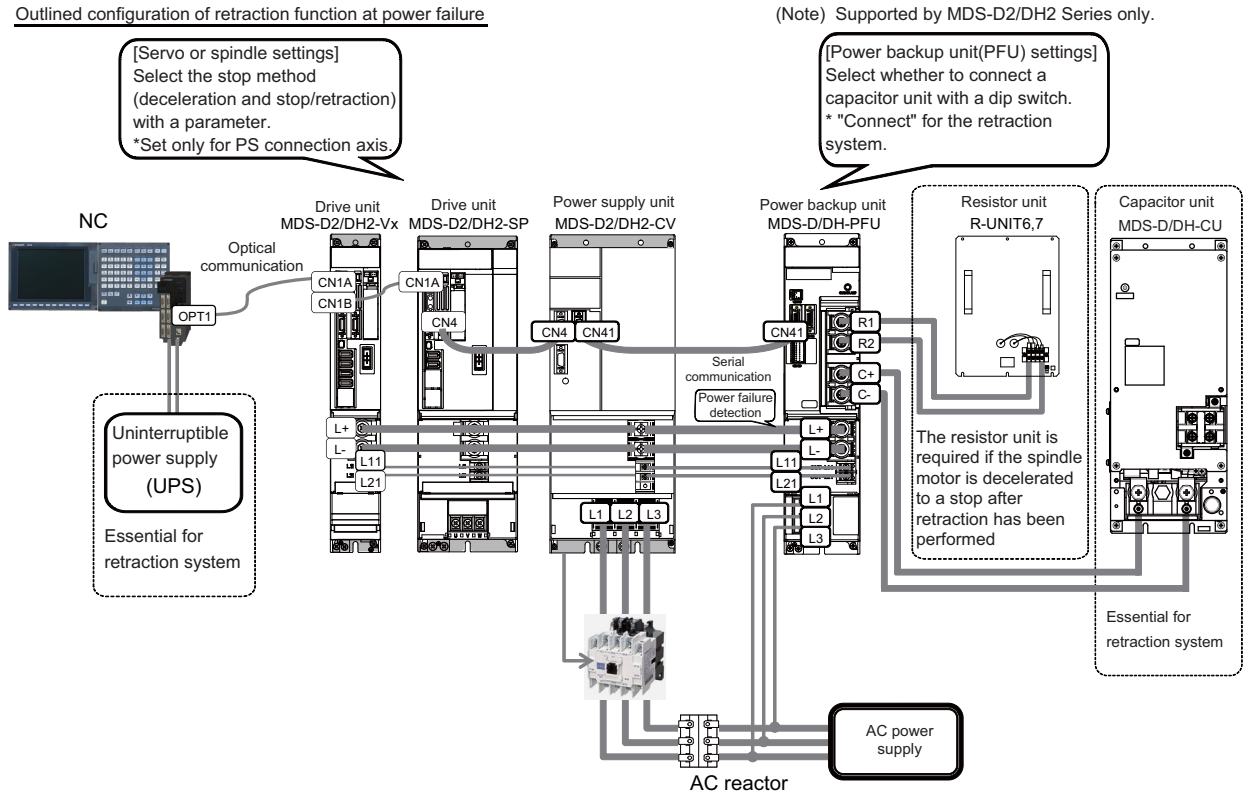 Outlined configuration of retraction function at power failure
(Note) Supported by MDS-D2/DH2 Series only.
[Servo or spindle settings]
Select the stop method
(deceleration and stop/retraction)
with a parameter.
*Set only for PS connection axis.
[Power backup unit(PFU) settings]
Select whether to connect a
capacitor unit with a dip switch.
* "Connect" for the retraction
system.
NC
Optical
communication
OPT1
Drive unit
MDS-D2/DH2-Vx
Drive unit
MDS-D2/DH2-SP
Power supply unit
MDS-D2/DH2-CV
Power backup unit
MDS-D/DH-PFU
Resistor unit
R-UNIT6,7
Capacitor unit
MDS-D/DH-CU
CN1A
CN1B
CN1A
CN4
CN4
CN41
CN41
R1
R2
C+
C-
Serial
communication
Power failure
detection
L+
L-
L11
L21
L+
L-
L11
L21
L1
L2
L3
L1
L2
L3
Uninterruptible
power supply
(UPS)
Essential for
retraction system
The resistor unit is
required if the spindle
motor is decelerated
to a stop after
retraction has been
performed
Essential for
retraction system
AC power
supply
AC reactor